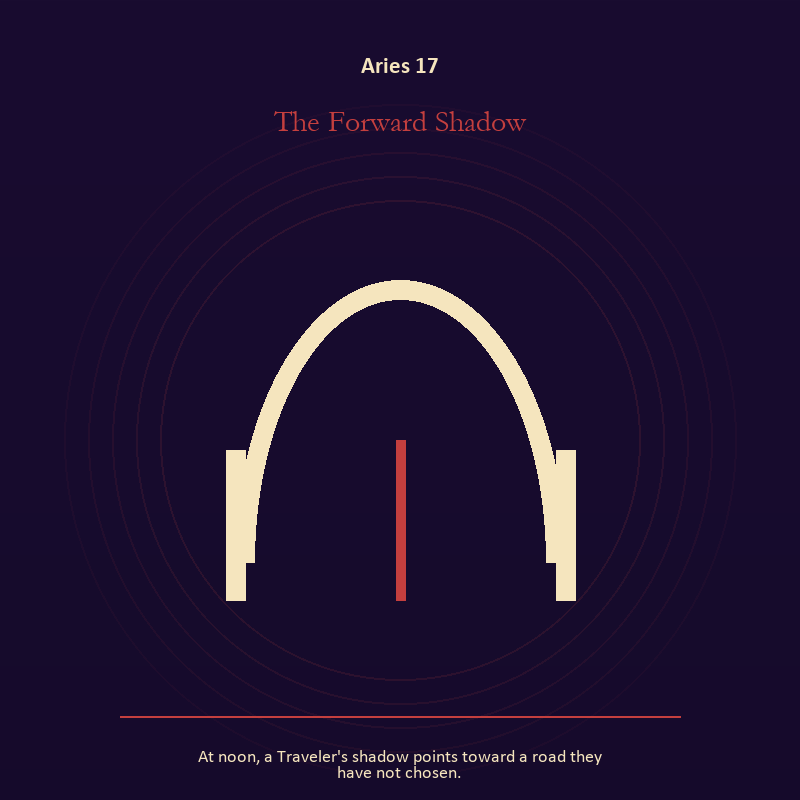 Aries 17
The Forward Shadow
At noon, a Traveler's shadow points toward a road they
have not chosen.